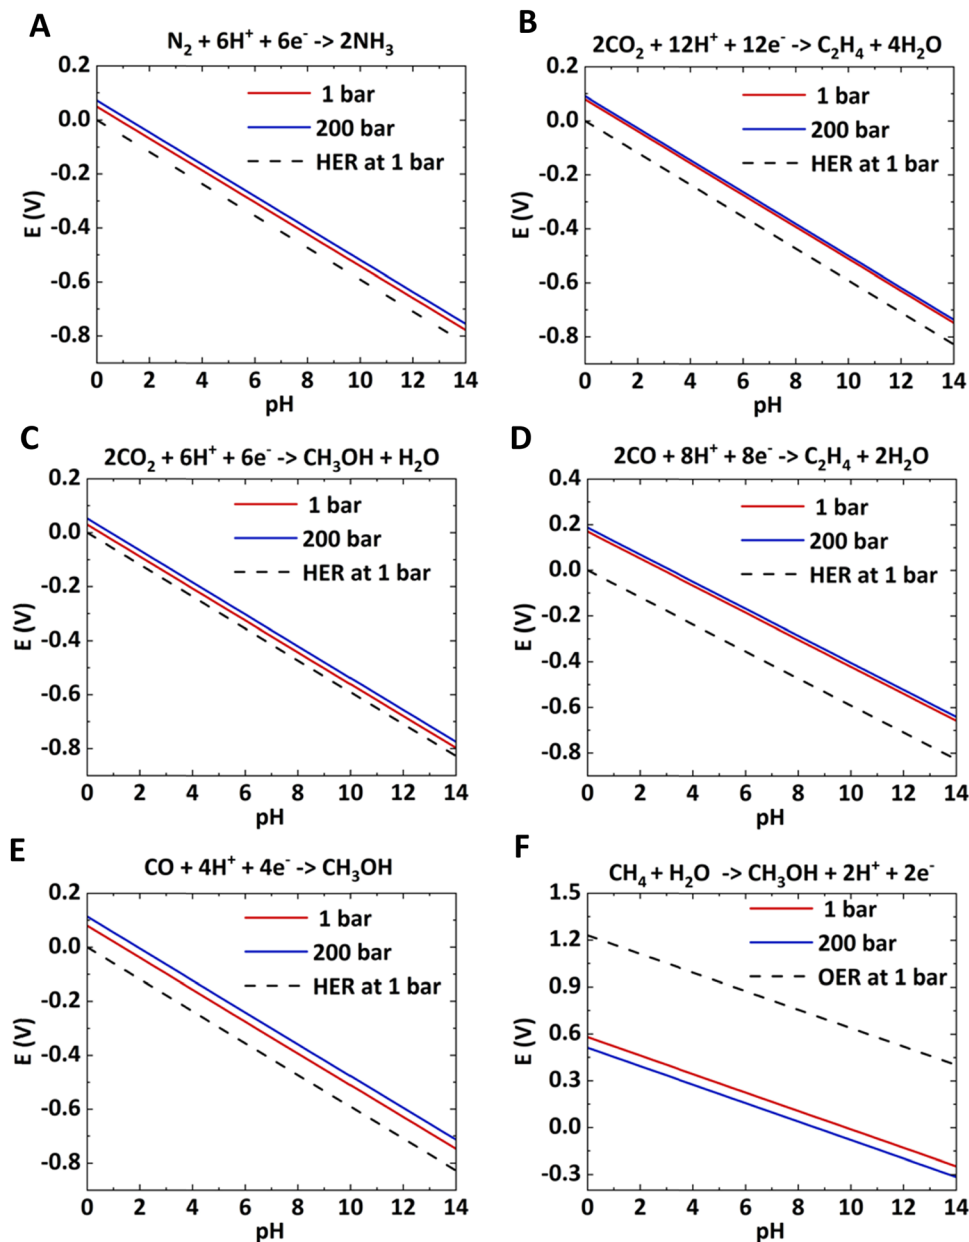 A
N₂ + 6H⁺ + 6e⁻ -> 2NH₃
0.2
0.0
-0.2
-0.4
-0.6
-0.8
E (V)
1 bar
200 bar
HER at 1 bar
0 2 4 6 8 10 12 14
pH
B
2CO₂ + 12H⁺ + 12e⁻ -> C₂H₄ + 4H₂O
0.2
0.0
-0.2
-0.4
-0.6
-0.8
E (V)
1 bar
200 bar
HER at 1 bar
0 2 4 6 8 10 12 14
pH
C
2CO₂ + 6H⁺ + 6e⁻ -> CH₃OH + H₂O
0.2
0.0
-0.2
-0.4
-0.6
-0.8
E (V)
1 bar
200 bar
HER at 1 bar
0 2 4 6 8 10 12 14
pH
D
2CO + 8H⁺ + 8e⁻ -> C₂H₄ + 2H₂O
0.4
0.2
0.0
-0.2
-0.4
-0.6
-0.8
E (V)
1 bar
200 bar
HER at 1 bar
0 2 4 6 8 10 12 14
pH
E
CO + 4H⁺ + 4e⁻ -> CH₃OH
0.2
0.0
-0.2
-0.4
-0.6
-0.8
E (V)
1 bar
200 bar
HER at 1 bar
0 2 4 6 8 10 12 14
pH
F
CH₄ + H₂O -> CH₃OH + 2H⁺ + 2e⁻
1.5
1.2
0.9
0.6
0.3
0.0
-0.3
E (V)
1 bar
200 bar
OER at 1 bar
0 2 4 6 8 10 12 14
pH